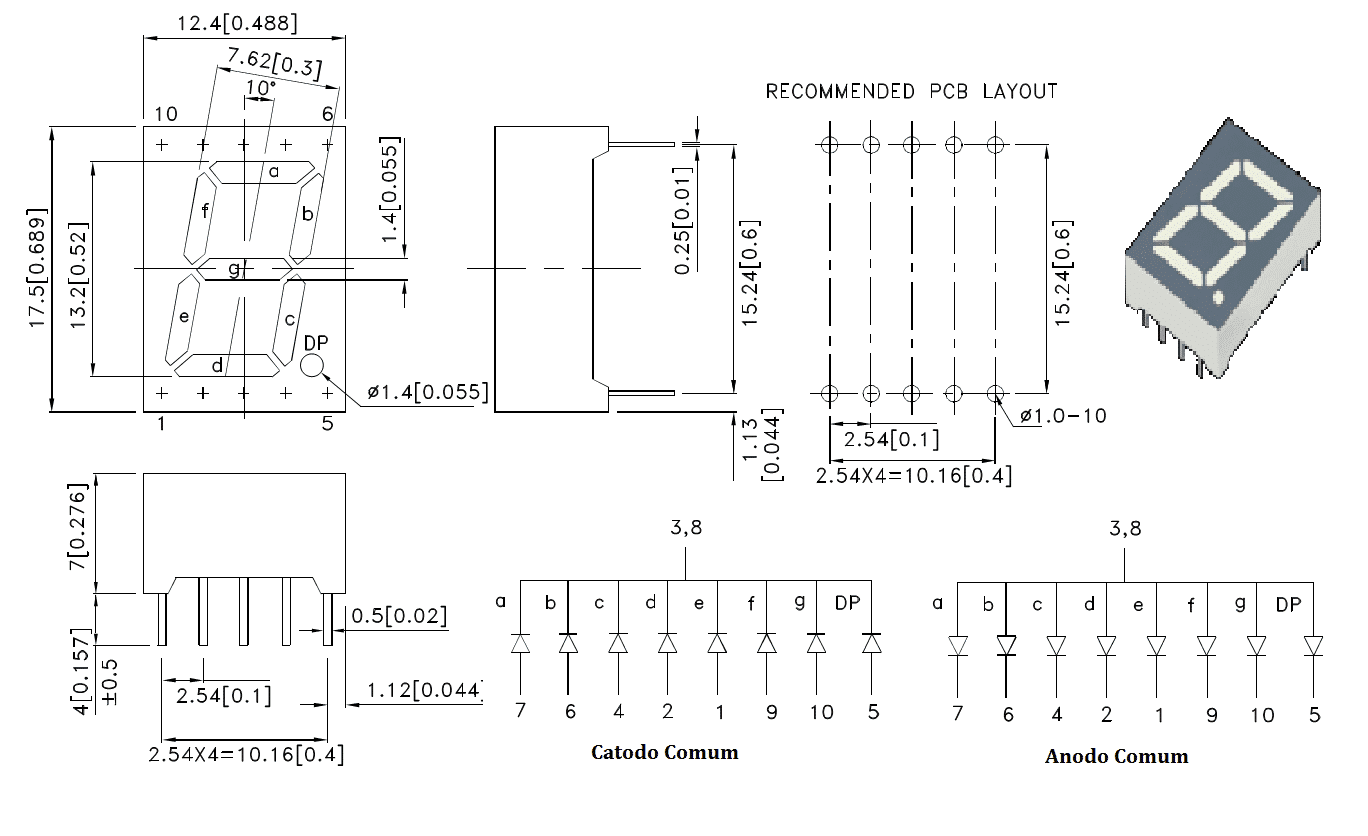 12.4[0.488]
7.62[0.3]
10°
10
6
a
f
b
g
e
c
d
DP
1
5
17.5[0.689]
13.2[0.52]
1.4[0.055]
ø1.4[0.055]
0.25[0.01]
15.24[0.6]
1.13
[0.044]
RECOMMENDED PCB LAYOUT
15.24[0.6]
ø1.0-10
2.54[0.1]
2.54X4=10.16[0.4]
7[0.276]
4[0.157]
±0.5
0.5[0.02]
2.54[0.1]
1.12[0.044]
2.54X4=10.16[0.4]
3,8
a b c d e f g DP
7 6 4 2 1 9 10 5
Catodo Comum
3,8
a b c d e f g DP
7 6 4 2 1 9 10 5
Anodo Comum